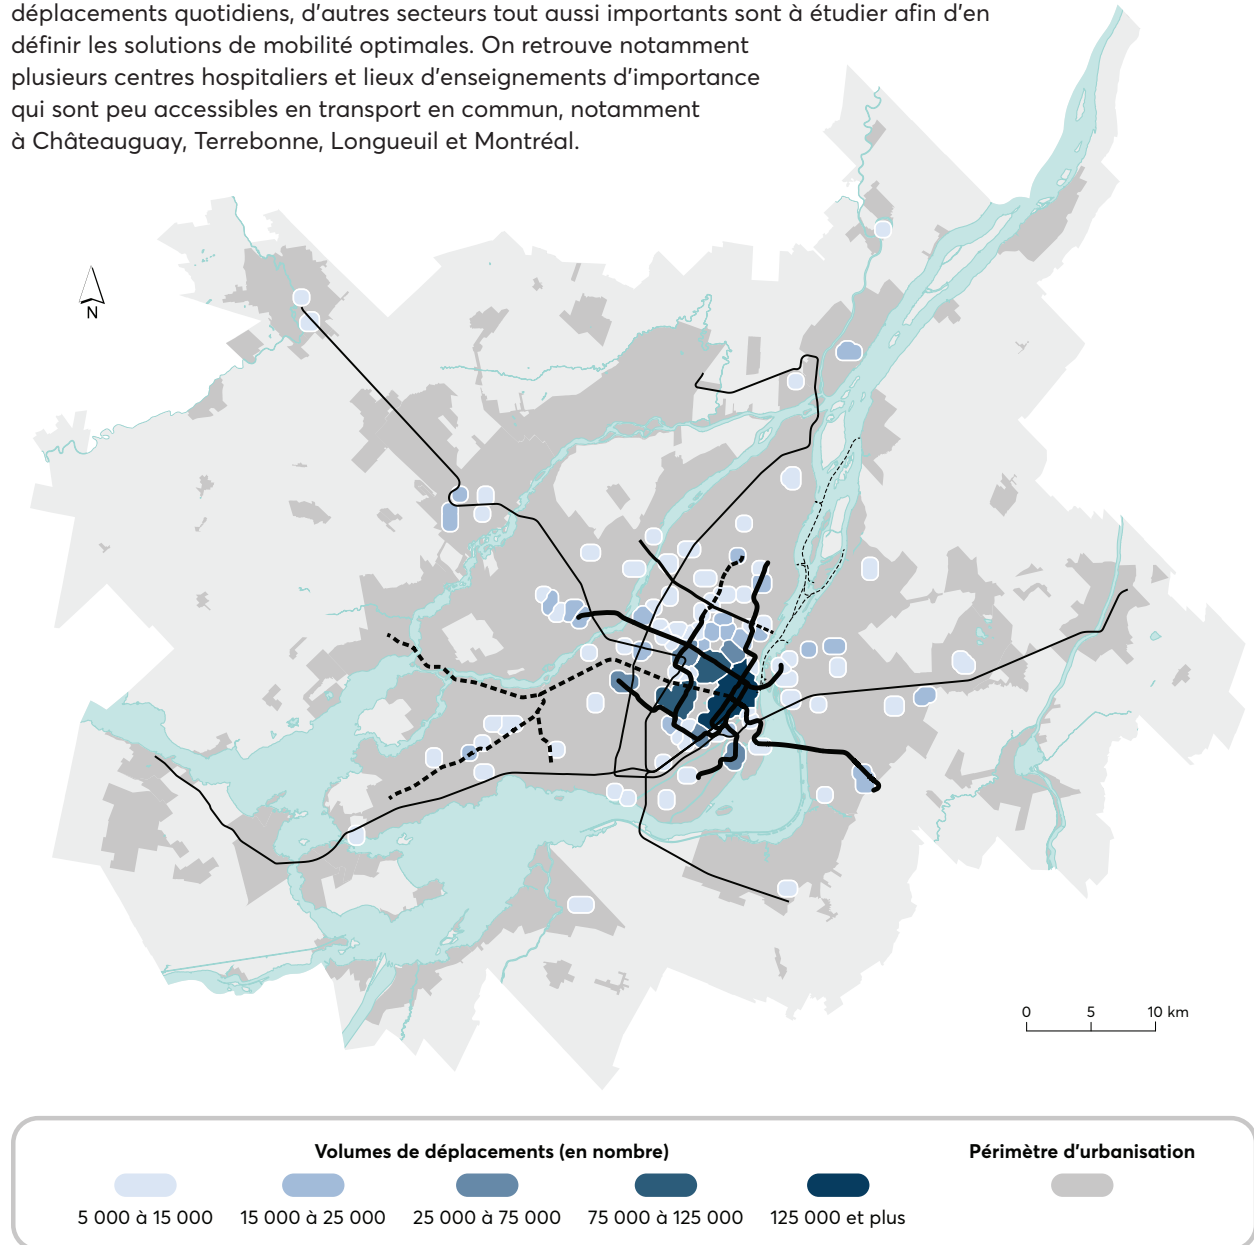 déplacements quotidiens, d'autres secteurs tout aussi importants sont à étudier afin d'en
définir les solutions de mobilité optimales. On retrouve notamment
plusieurs centres hospitaliers et lieux d'enseignements d'importance
qui sont peu accessibles en transport en commun, notamment
à Châteauguay, Terrebonne, Longueuil et Montréal.
N
0 5 10 km
Volumes de déplacements (en nombre) Périmètre d'urbanisation
5 000 à 15 000 15 000 à 25 000 25 000 à 75 000 75 000 à 125 000 125 000 et plus